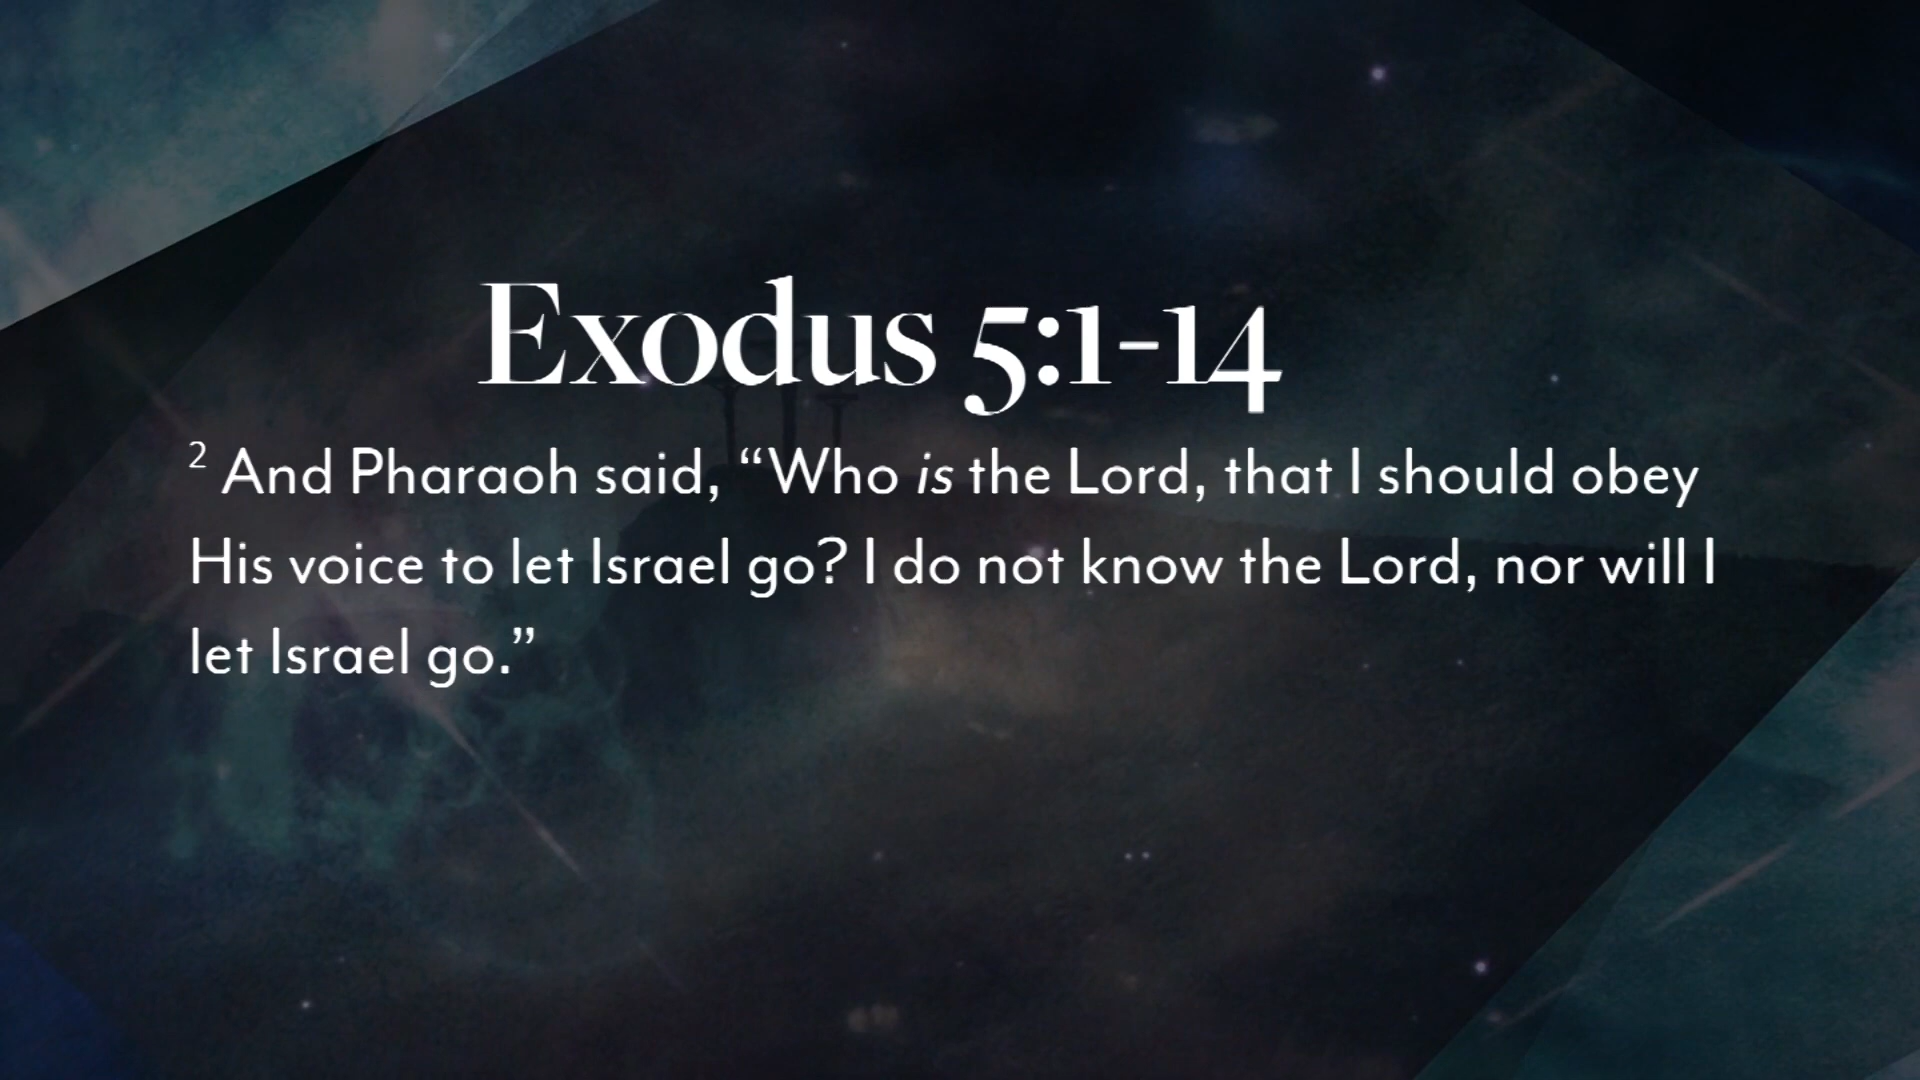 Exodus 5:1-14
2 And Pharaoh said, “Who is the Lord, that I should obey
His voice to let Israel go? I do not know the Lord, nor will I
let Israel go.”